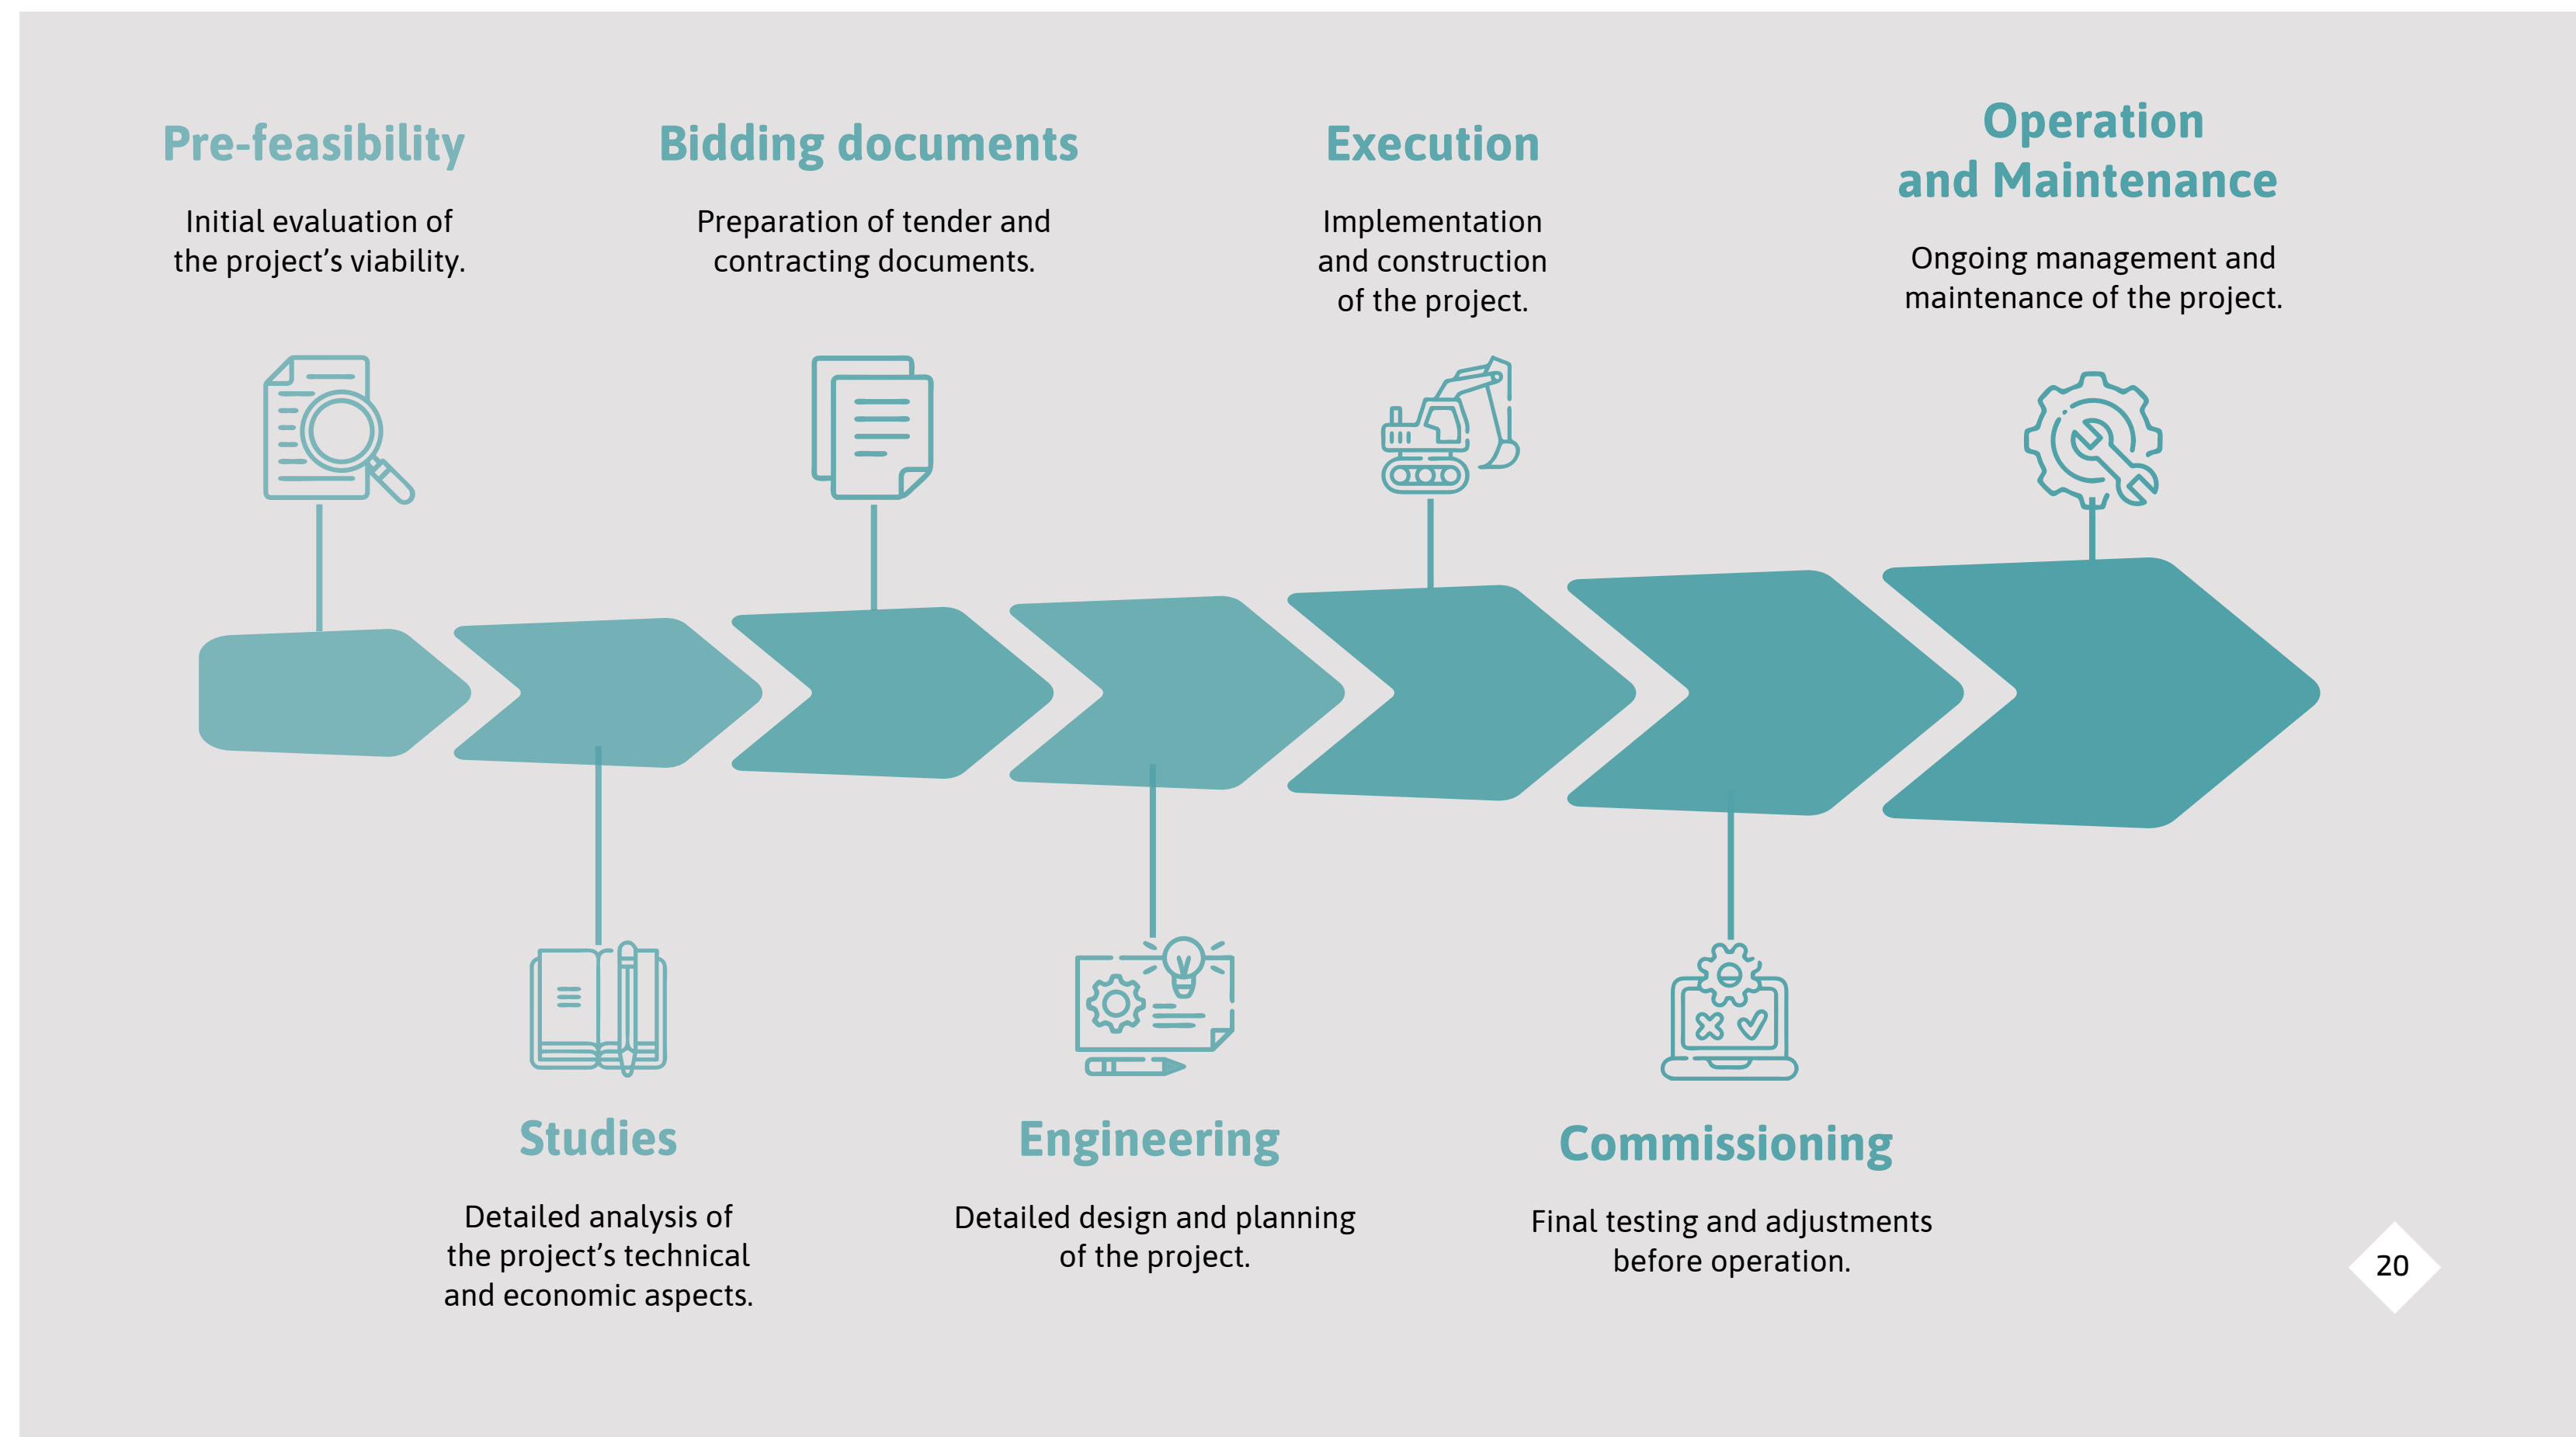 Pre-feasibility
Initial evaluation of
the project’s viability.
Bidding documents
Preparation of tender and
contracting documents.
Execution
Implementation
and construction
of the project.
Operation
and Maintenance
Ongoing management and
maintenance of the project.
Studies
Detailed analysis of
the project’s technical
and economic aspects.
Engineering
Detailed design and planning
of the project.
Commissioning
Final testing and adjustments
before operation.
20